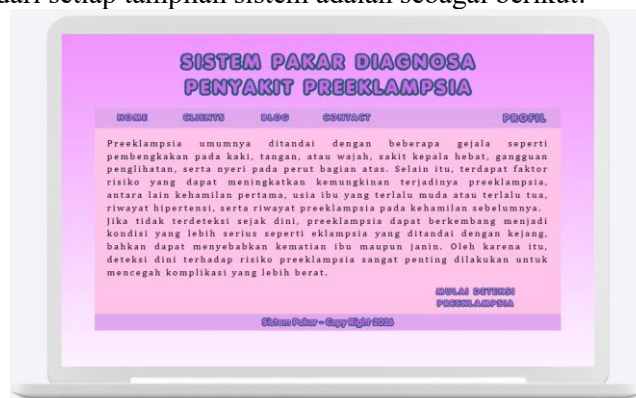 dari setiap tampilan sistem adalah sebagai berikut:
SISTEM PAKAR DIAGNOSA
PENYAKIT PREEKLAMPSIA
HOME CLIENTS BLOG CONTACT PROFIL
Preeklampsia umumnya ditandai dengan beberapa gejala seperti
pembengkakan pada kaki, tangan, atau wajah, sakit kepala hebat, gangguan
penglihatan, serta nyeri pada perut bagian atas. Selain itu, terdapat faktor
risiko yang dapat meningkatkan kemungkinan terjadinya preeklampsia,
antara lain kehamilan pertama, usia ibu yang terlalu muda atau terlalu tua,
riwayat hipertensi, serta riwayat preeklampsia pada kehamilan sebelumnya.
Jika tidak terdeteksi sejak dini, preeklampsia dapat berkembang menjadi
kondisi yang lebih serius seperti eklampsia yang ditandai dengan kejang,
bahkan dapat menyebabkan kematian ibu maupun janin. Oleh karena itu,
deteksi dini terhadap risiko preeklampsia sangat penting dilakukan untuk
mencegah komplikasi yang lebih berat.
MULAI DETEKSI
PREEKLAMPSIA
Sistem Pakar - Copy Right 2026